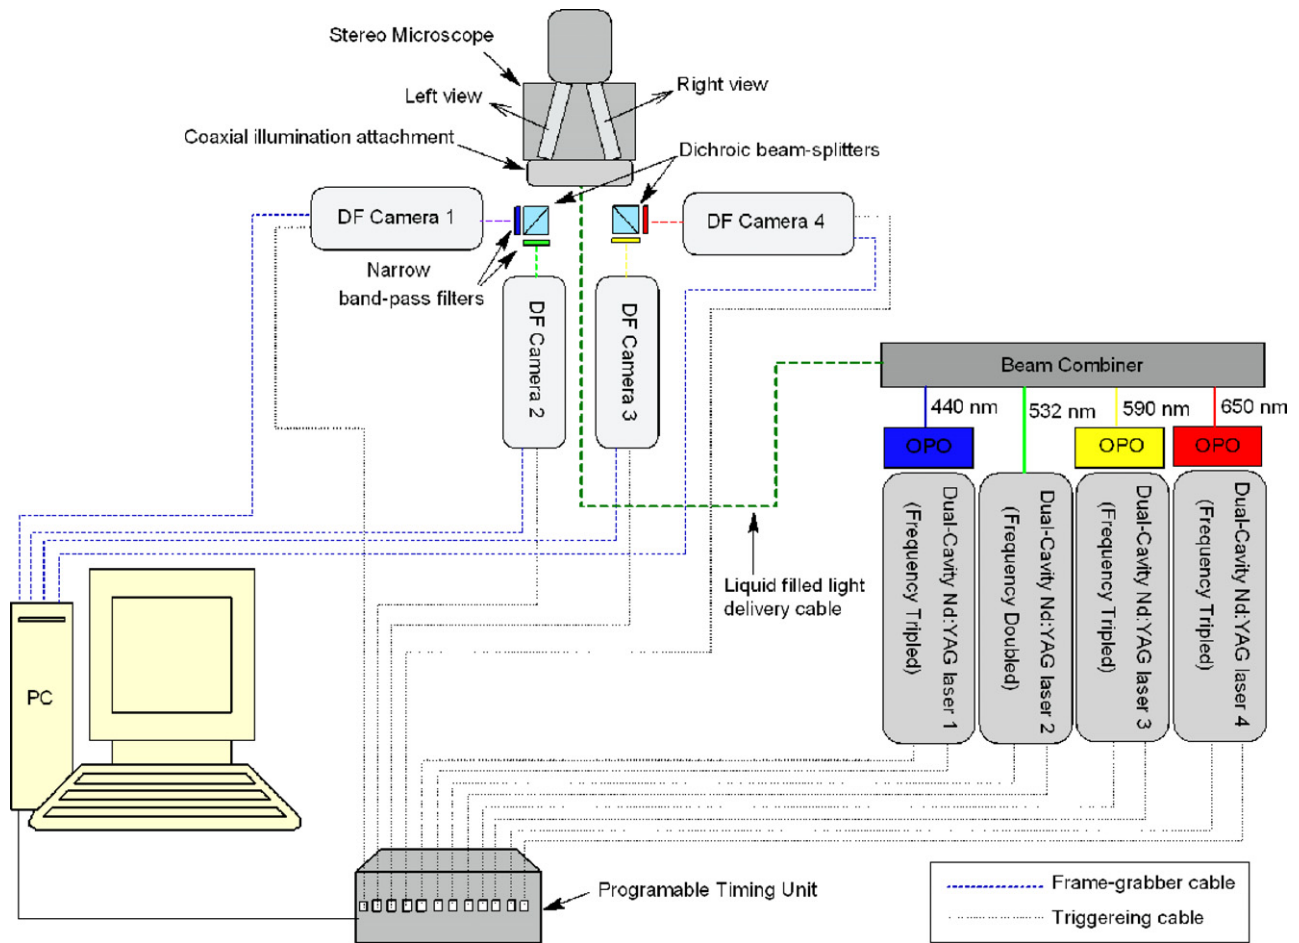 Stereo Microscope
Left view
Right view
Coaxial illumination attachment
Dichroic beam-splitters
DF Camera 1
DF Camera 4
Narrow
band-pass filters
DF Camera 2
DF Camera 3
Beam Combiner
440 nm
532 nm
590 nm
650 nm
OPO
OPO
OPO
Dual-Cavity Nd:YAG laser 1
(Frequency Tripled)
Dual-Cavity Nd:YAG laser 2
(Frequency Doubled)
Dual-Cavity Nd:YAG laser 3
(Frequency Tripled)
Dual-Cavity Nd:YAG laser 4
(Frequency Tripled)
Liquid filled light
delivery cable
PC
Programable Timing Unit
Frame-grabber cable
Triggereing cable